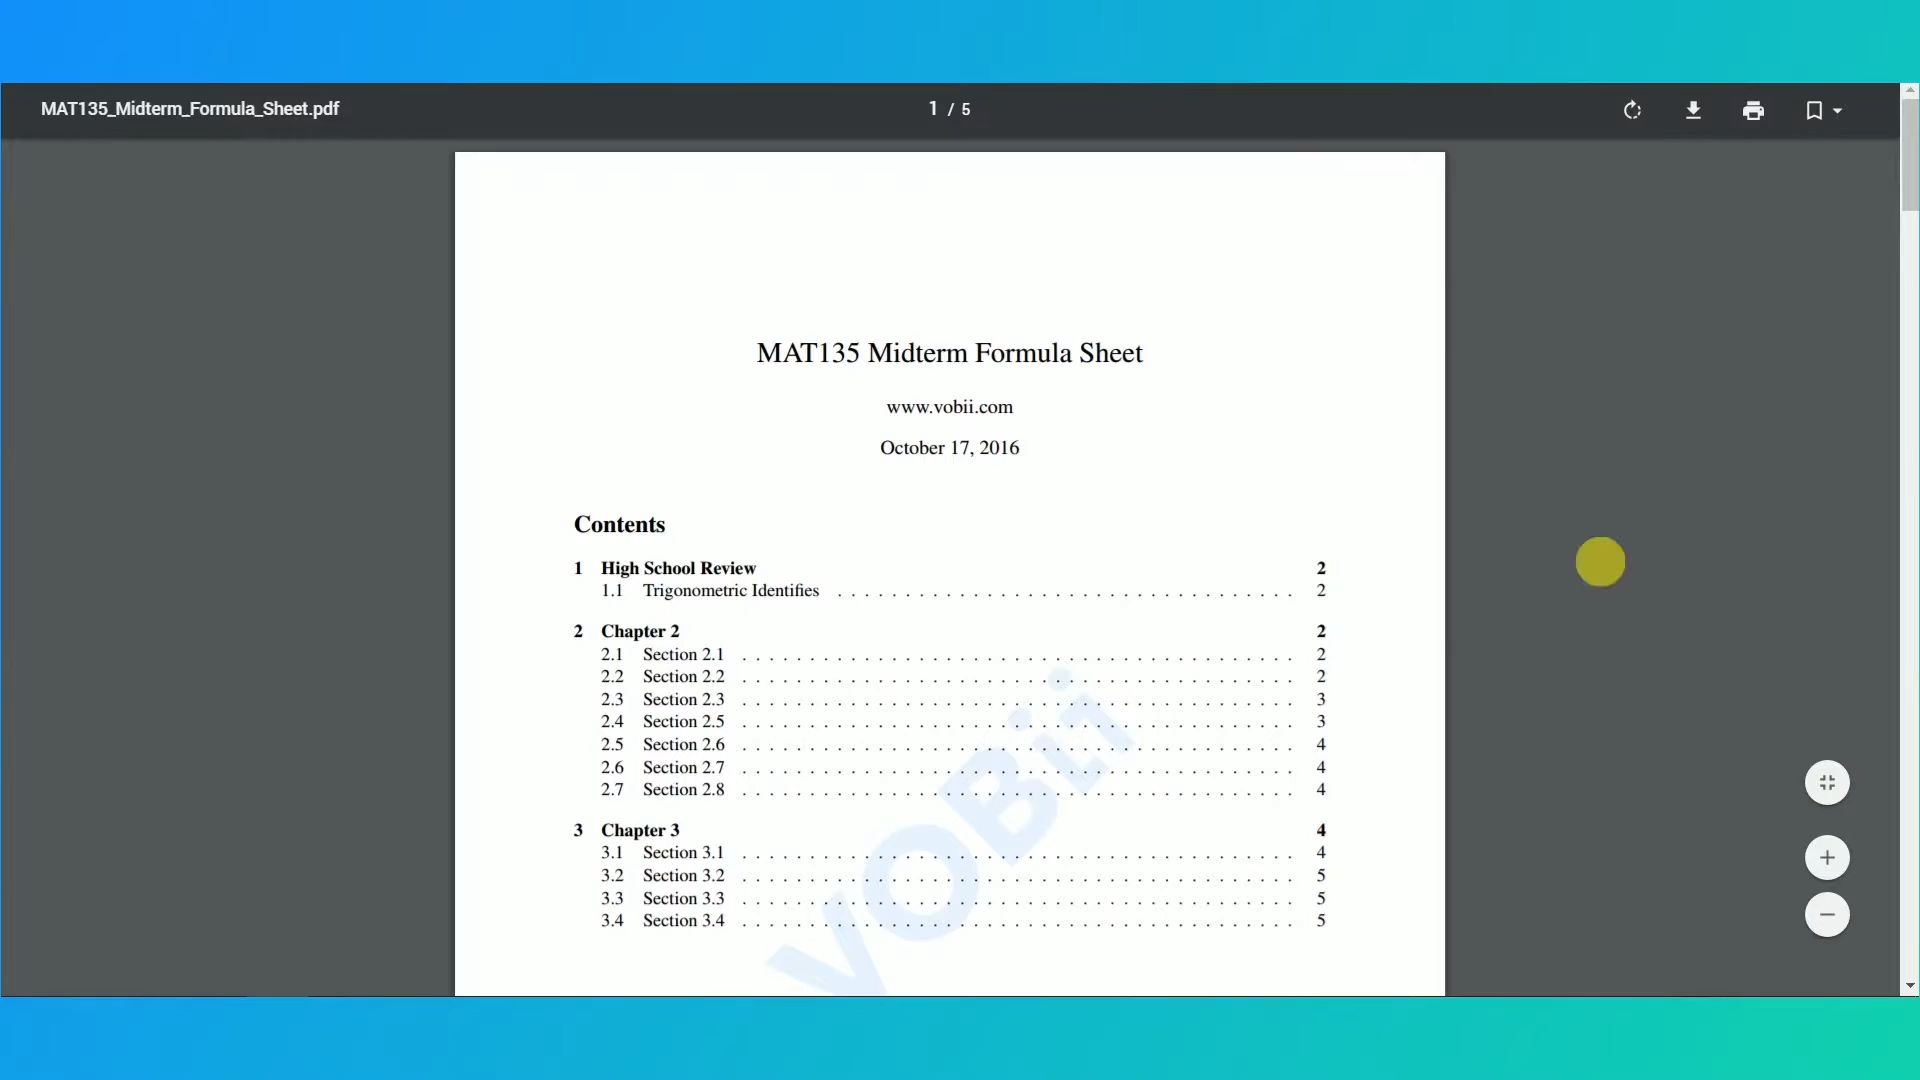 MAT135_Midterm_Formula_Sheet.pdf
1 / 5
MAT135 Midterm Formula Sheet
www.vobii.com
October 17, 2016
Contents
1 High School Review 2
1.1 Trigonometric Identifies . . . . . . . . . . . . . . . . . . . . . . . . . . . . . . . . . . 2
2 Chapter 2 2
2.1 Section 2.1 . . . . . . . . . . . . . . . . . . . . . . . . . . . . . . . . . . . . . . . . . 2
2.2 Section 2.2 . . . . . . . . . . . . . . . . . . . . . . . . . . . . . . . . . . . . . . . . . 2
2.3 Section 2.3 . . . . . . . . . . . . . . . . . . . . . . . . . . . . . . . . . . . . . . . . . 3
2.4 Section 2.5 . . . . . . . . . . . . . . . . . . . . . . . . . . . . . . . . . . . . . . . . . 3
2.5 Section 2.6 . . . . . . . . . . . . . . . . . . . . . . . . . . . . . . . . . . . . . . . . . 4
2.6 Section 2.7 . . . . . . . . . . . . . . . . . . . . . . . . . . . . . . . . . . . . . . . . . 4
2.7 Section 2.8 . . . . . . . . . . . . . . . . . . . . . . . . . . . . . . . . . . . . . . . . . 4
3 Chapter 3 4
3.1 Section 3.1 . . . . . . . . . . . . . . . . . . . . . . . . . . . . . . . . . . . . . . . . . 4
3.2 Section 3.2 . . . . . . . . . . . . . . . . . . . . . . . . . . . . . . . . . . . . . . . . . 5
3.3 Section 3.3 . . . . . . . . . . . . . . . . . . . . . . . . . . . . . . . . . . . . . . . . . 5
3.4 Section 3.4 . . . . . . . . . . . . . . . . . . . . . . . . . . . . . . . . . . . . . . . . . 5
VOBii